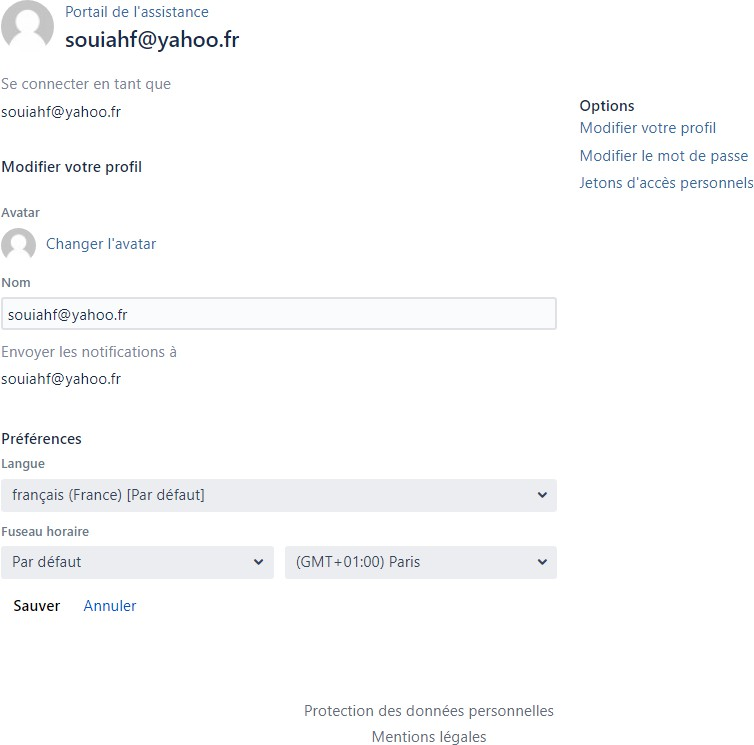 Portail de l'assistance
souiahf@yahoo.fr
Se connecter en tant que
souiahf@yahoo.fr
Options
Modifier votre profil
Modifier le mot de passe
Jetons d'accès personnels
Modifier votre profil
Avatar
Changer l'avatar
Nom
souiahf@yahoo.fr
Envoyer les notifications à
souiahf@yahoo.fr
Préférences
Langue
français (France) [Par défaut]
Fuseau horaire
Par défaut (GMT+01:00) Paris
Sauver Annuler
Protection des données personnelles
Mentions légales